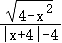 √(4-x²) / (|x+4|-4)